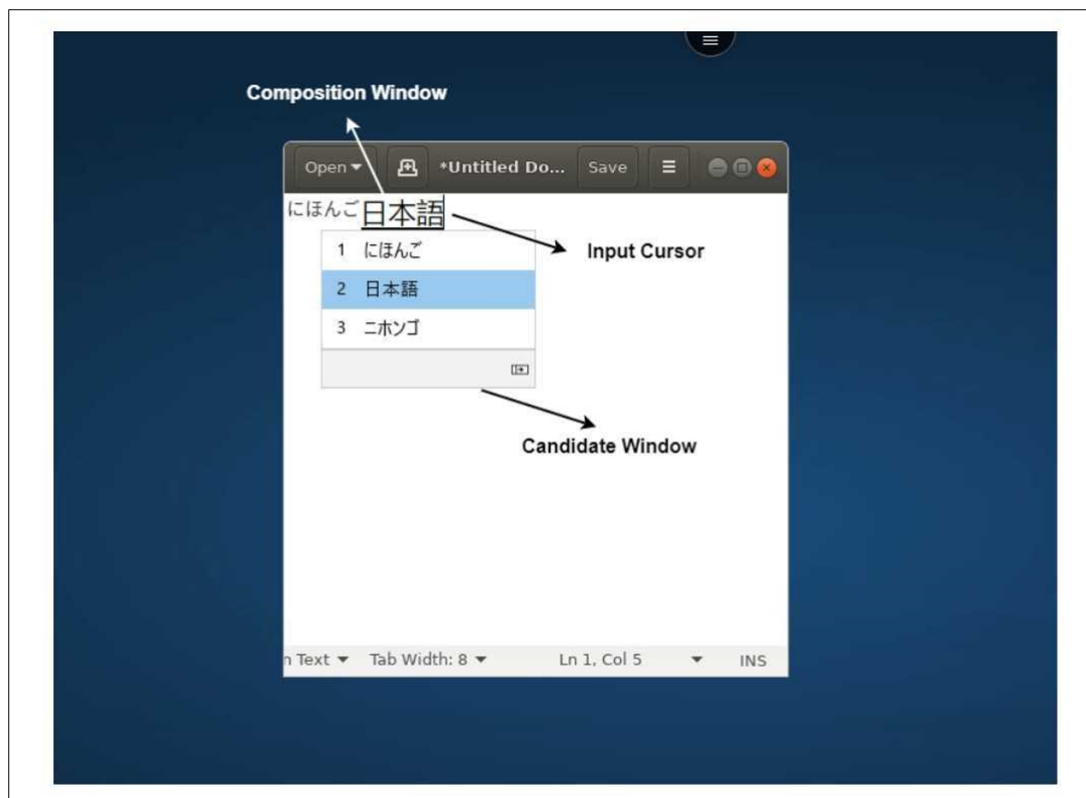 Composition Window
Open *Untitled Do... Save
にほんご日本語
1 にほんご
Input Cursor
2 日本語
3 ニホンゴ
Candidate Window
n Text Tab Width: 8 Ln 1, Col 5 INS